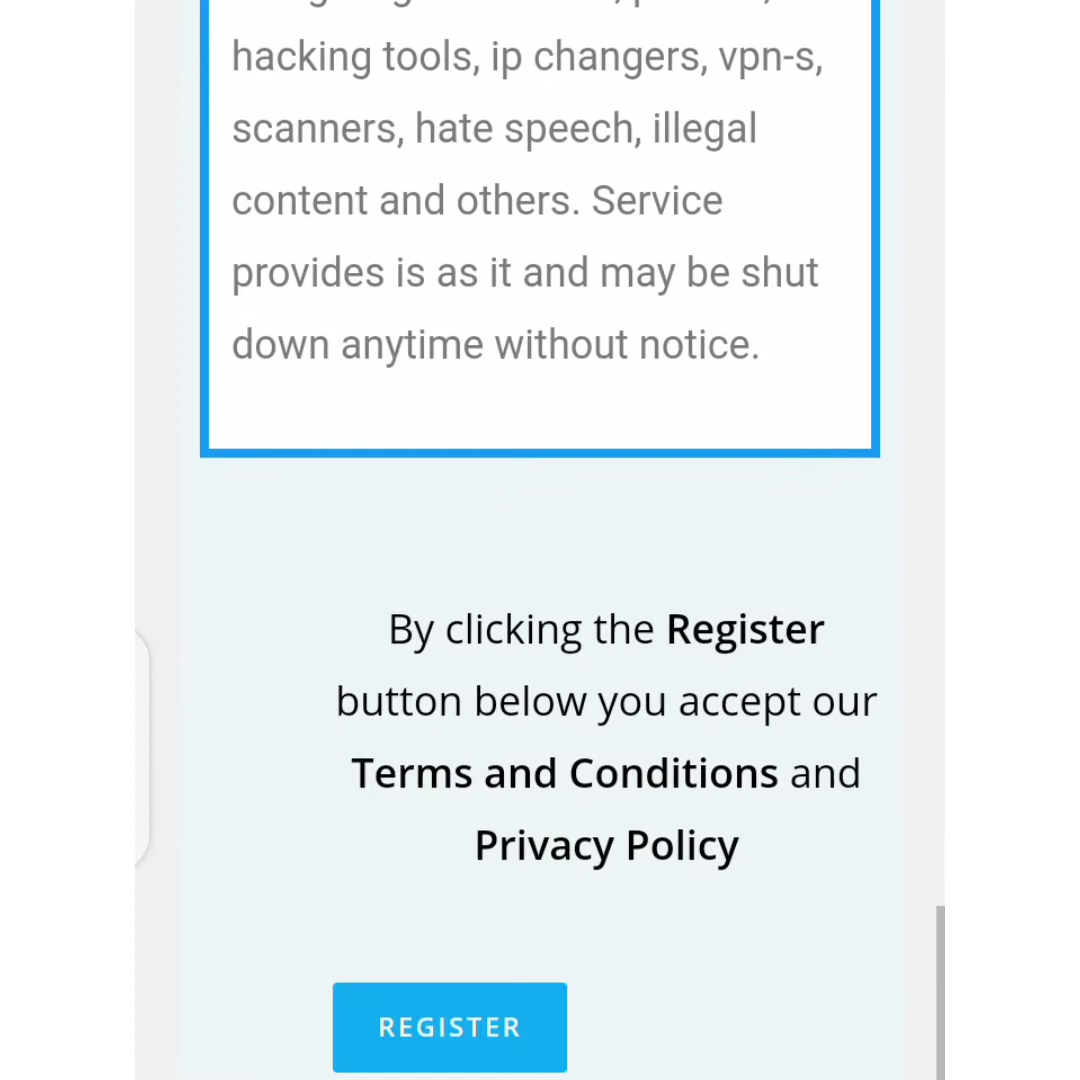 hacking tools, ip changers, vpn-s,
scanners, hate speech, illegal
content and others. Service
provides is as it and may be shut
down anytime without notice.
By clicking the Register
button below you accept our
Terms and Conditions and
Privacy Policy
REGISTER